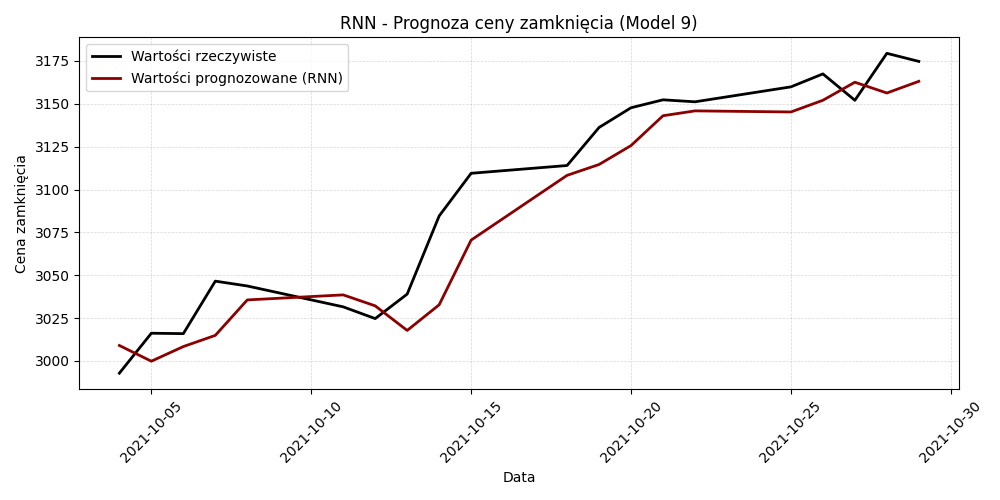 RNN - Prognoza ceny zamknięcia (Model 9)
Wartości rzeczywiste
Wartości prognozowane (RNN)
Cena zamknięcia
3175
3150
3125
3100
3075
3050
3025
3000
2021-10-05
2021-10-10
2021-10-15
2021-10-20
2021-10-25
2021-10-30
Data